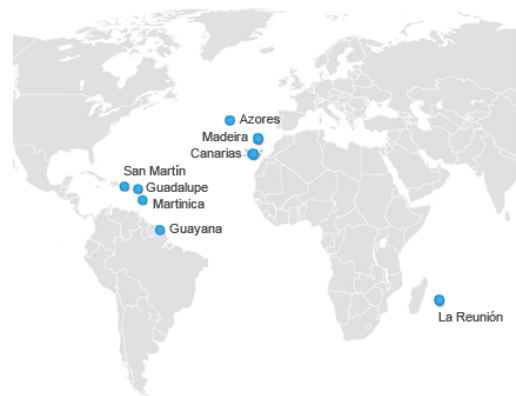 Azores
Madeira
Canarias
San Martín
Guadalupe
Martinica
Guayana
La Reunión